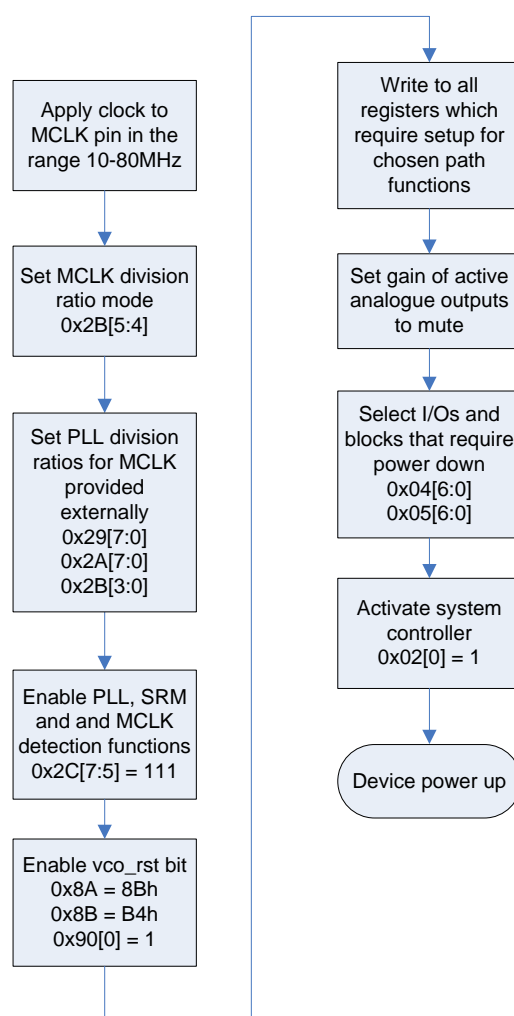 Apply clock to
MCLK pin in the
range 10-80MHz
Set MCLK division
ratio mode
0x2B[5:4]
Set PLL division
ratios for MCLK
provided
externally
0x29[7:0]
0x2A[7:0]
0x2B[3:0]
Enable PLL, SRM
and and MCLK
detection functions
0x2C[7:5] = 111
Enable vco_rst bit
0x8A = 8Bh
0x8B = B4h
0x90[0] = 1
Write to all
registers which
require setup for
chosen path
functions
Set gain of active
analogue outputs
to mute
Select I/Os and
blocks that require
power down
0x04[6:0]
0x05[6:0]
Activate system
controller
0x02[0] = 1
Device power up